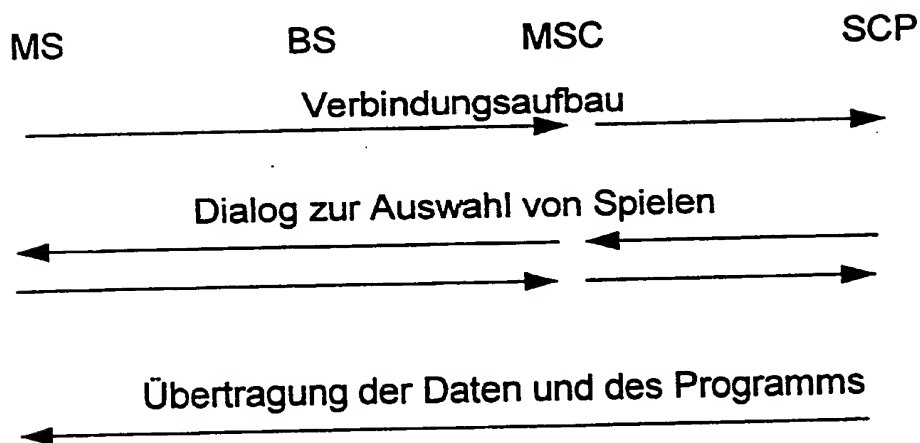 MS BS MSC SCP
Verbindungsaufbau
Dialog zur Auswahl von Spielen
Übertragung der Daten und des Programms